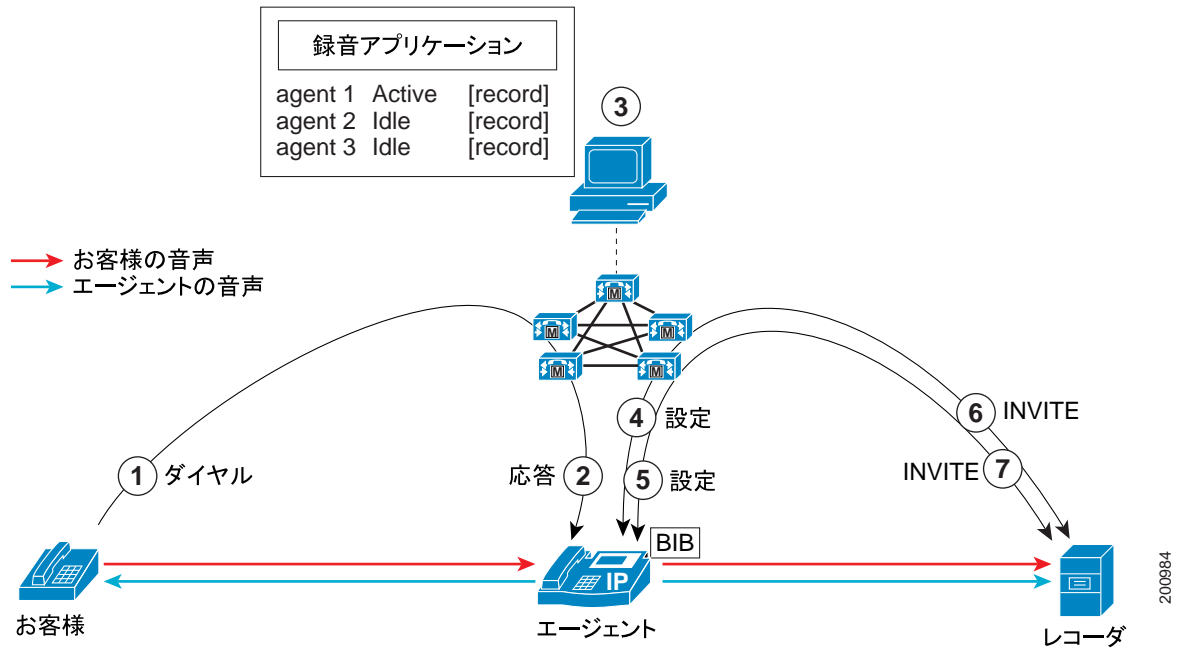 録音アプリケーション
agent 1 Active [record]
agent 2 Idle [record]
agent 3 Idle [record]
3
お客様の音声
エージェントの音声
M
M
M
M
M
4 設定
6 INVITE
1 ダイヤル
応答 2
5 設定
INVITE 7
BIB
IP
お客様
エージェント
レコーダ
200984